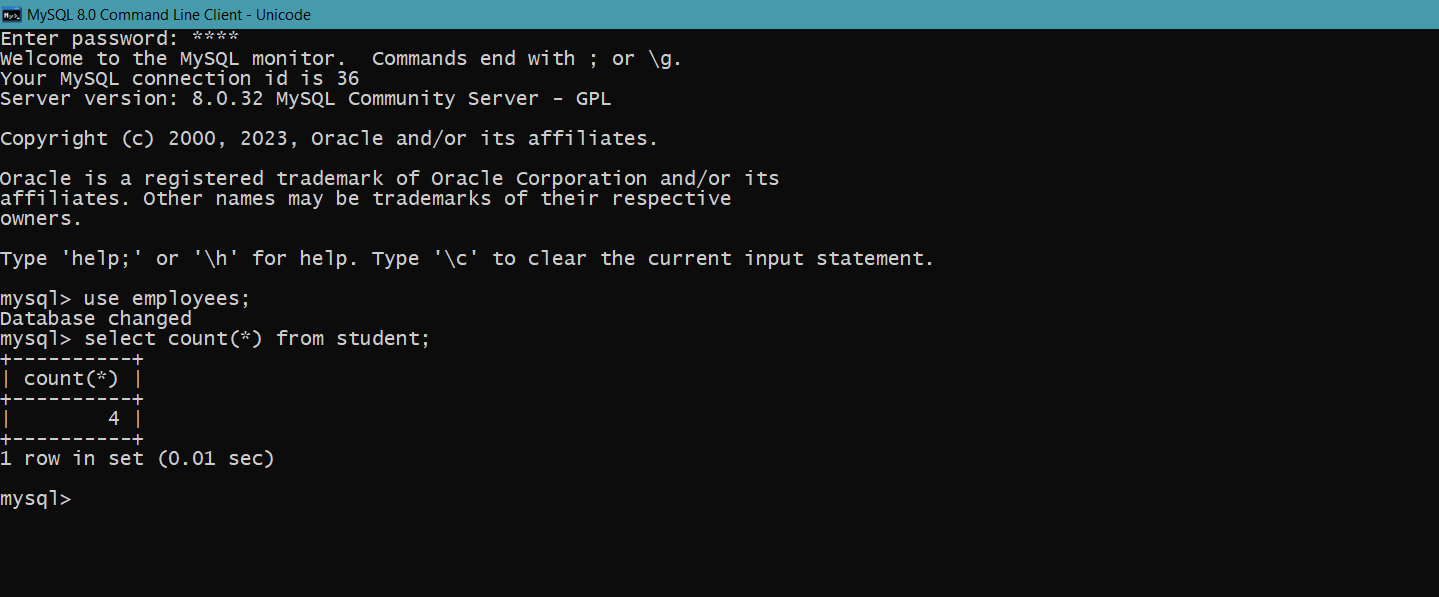 MySQL 8.0 Command Line Client - Unicode
Enter password: ****
Welcome to the MySQL monitor.  Commands end with ; or \g.
Your MySQL connection id is 36
Server version: 8.0.32 MySQL Community Server - GPL

Copyright (c) 2000, 2023, Oracle and/or its affiliates.

Oracle is a registered trademark of Oracle Corporation and/or its
affiliates. Other names may be trademarks of their respective
owners.

Type 'help;' or '\h' for help. Type '\c' to clear the current input statement.

mysql> use employees;
Database changed
mysql> select count(*) from student;
+----------+
| count(*) |
+----------+
|        4 |
+----------+
1 row in set (0.01 sec)

mysql>